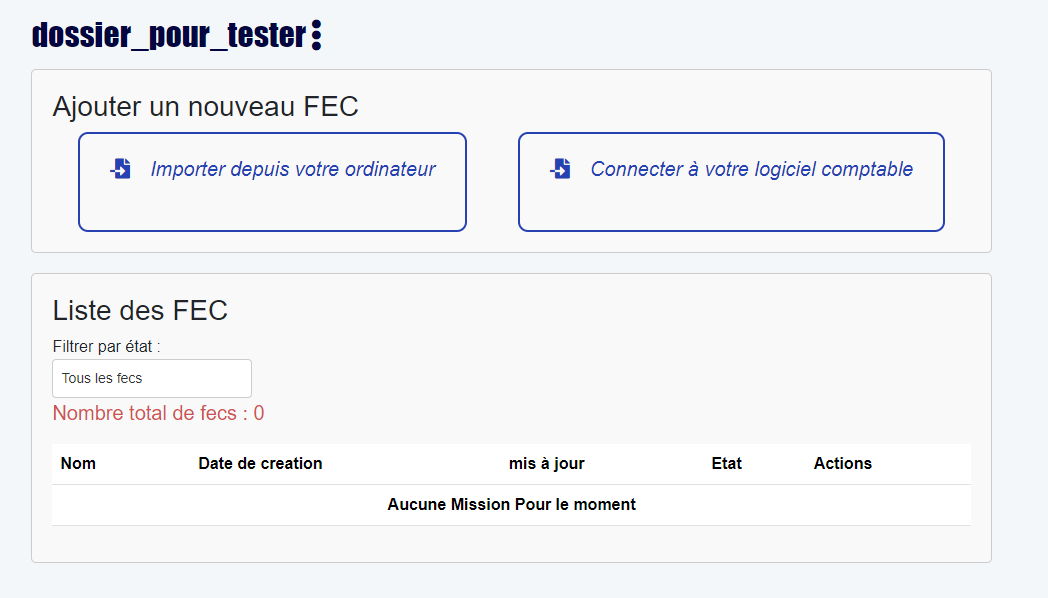 dossier_pour_tester
Ajouter un nouveau FEC
Importer depuis votre ordinateur
Connecter à votre logiciel comptable
Liste des FEC
Filtrer par état :
Tous les fecs
Nombre total de fecs : 0
Nom Date de creation mis à jour Etat Actions
Aucune Mission Pour le moment